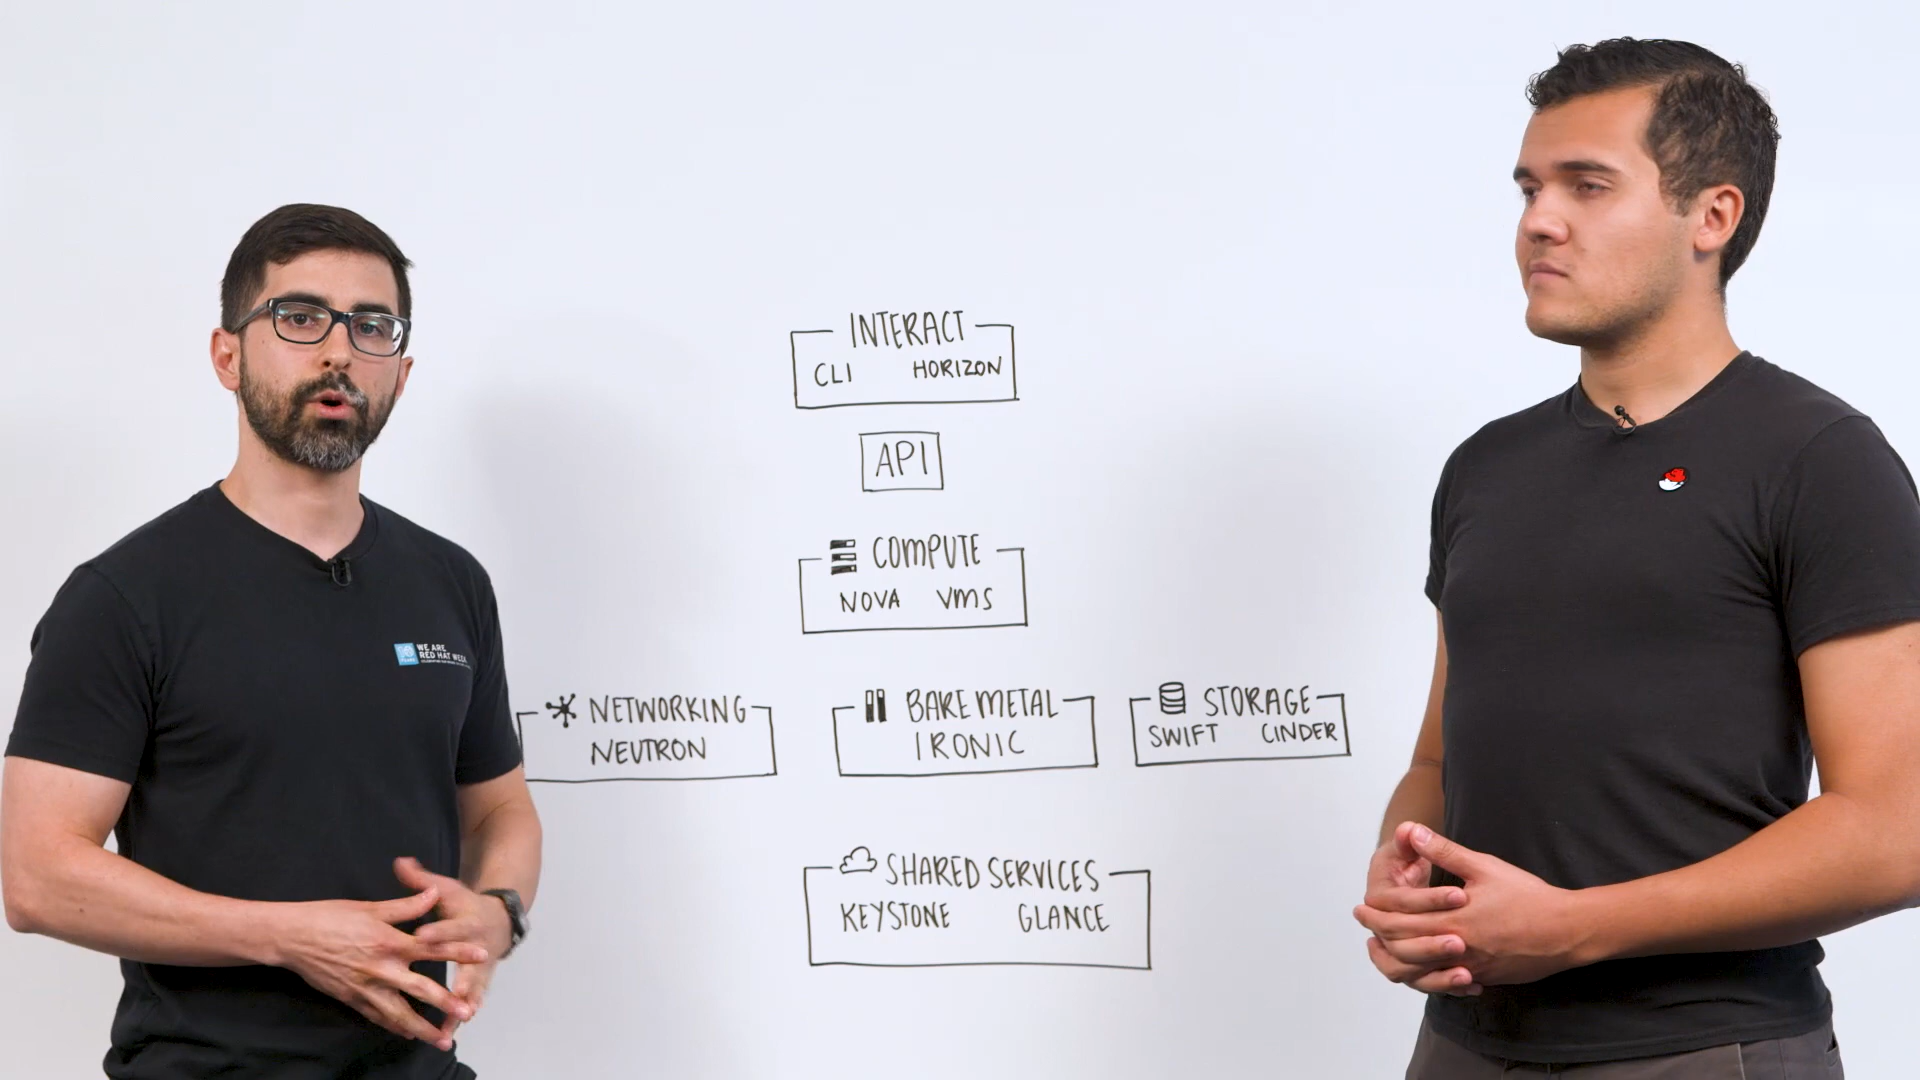 INTERACT
CLI HORIZON
API
COMPUTE
NOVA VMS
NETWORKING
NEUTRON
BARE METAL
IRONIC
STORAGE
SWIFT CINDER
SHARED SERVICES
KEYSTONE GLANCE
WE ARE
RED HAT WEEK